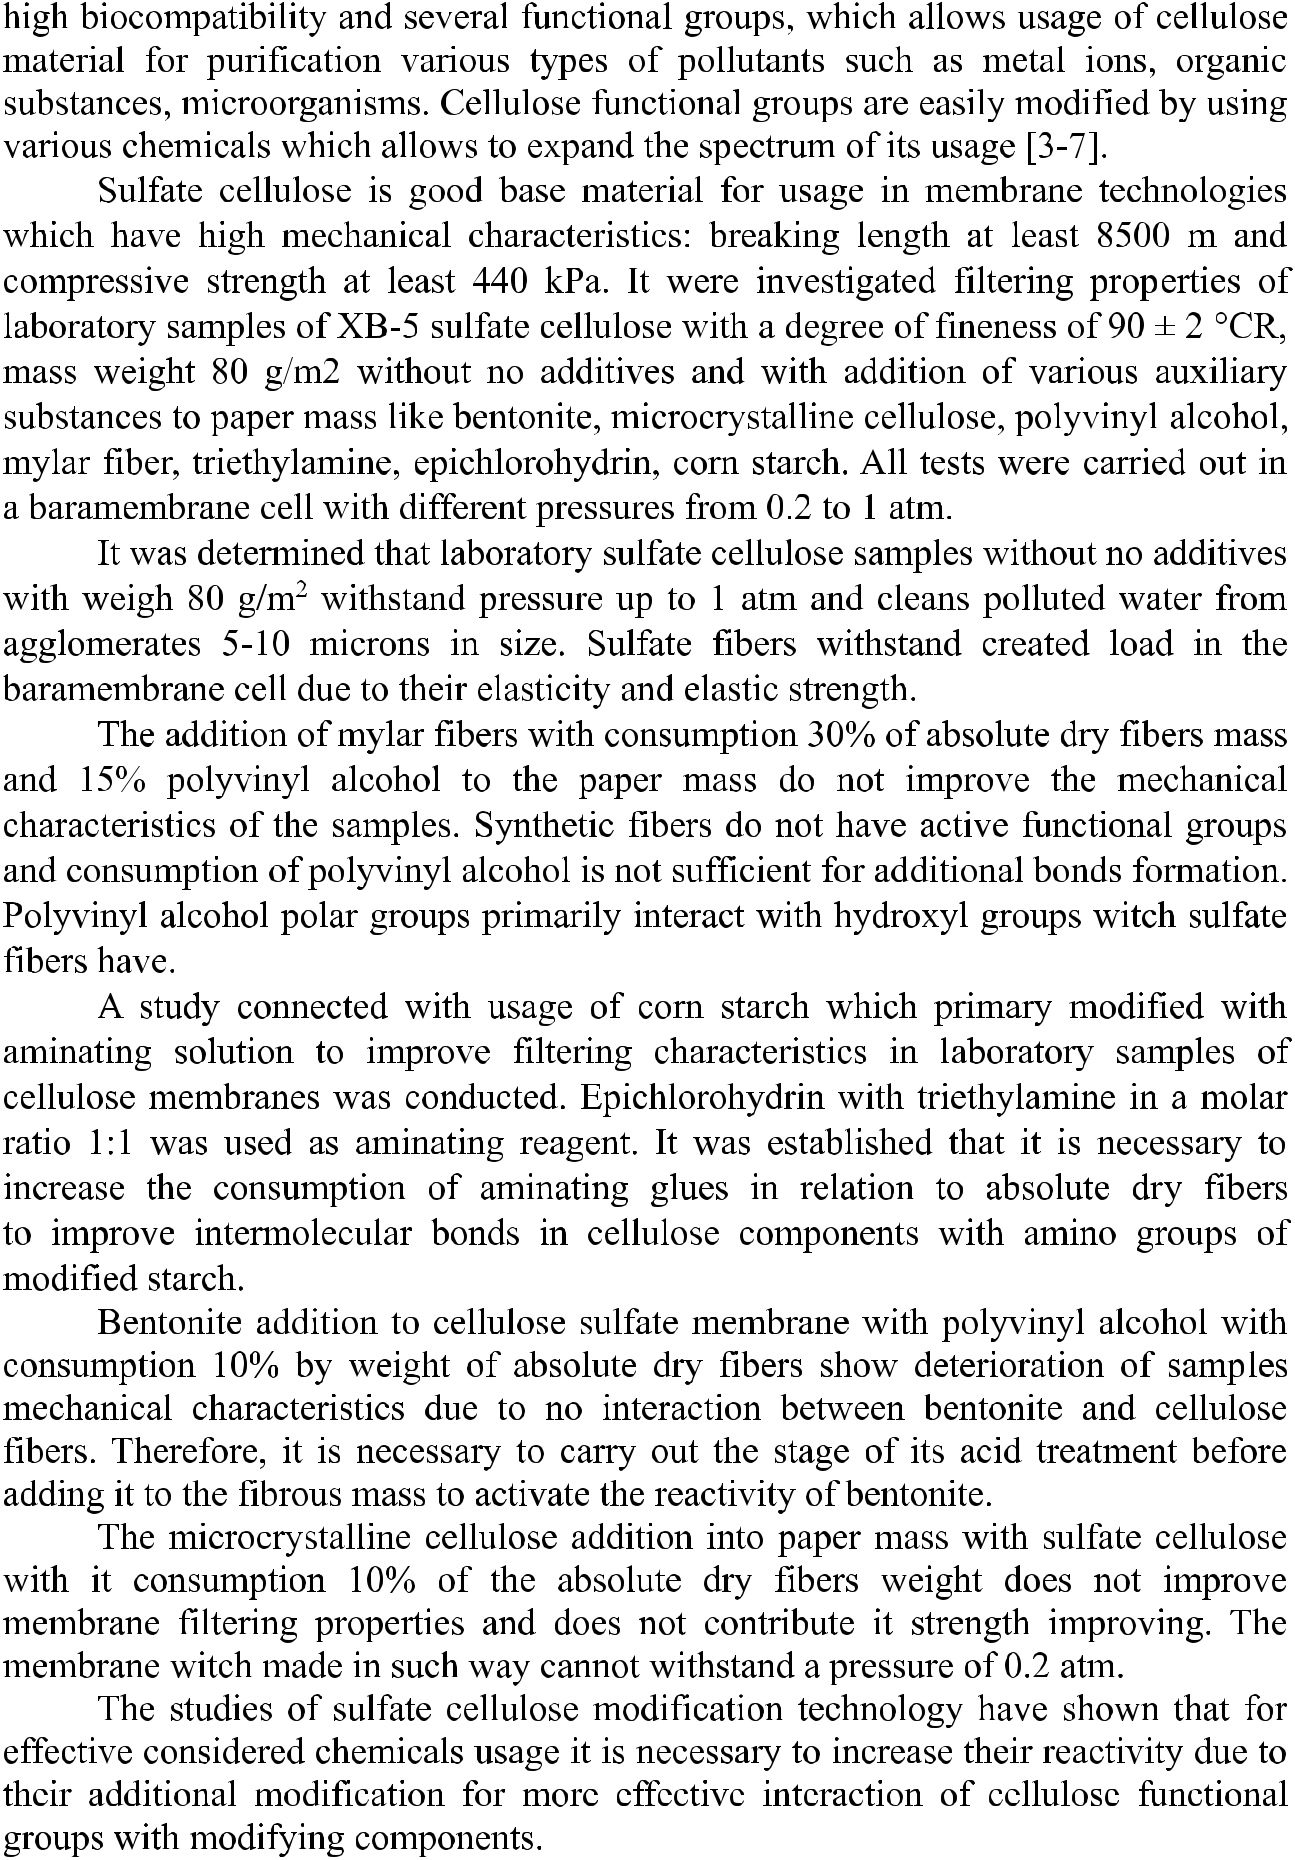 high biocompatibility and several functional groups, which allows usage of cellulose
material for purification various types of pollutants such as metal ions, organic
substances, microorganisms. Cellulose functional groups are easily modified by using
various chemicals which allows to expand the spectrum of its usage [3-7].
Sulfate cellulose is good base material for usage in membrane technologies
which have high mechanical characteristics: breaking length at least 8500 m and
compressive strength at least 440 kPa. It were investigated filtering properties of
laboratory samples of XB-5 sulfate cellulose with a degree of fineness of 90 ± 2 °СR,
mass weight 80 g/m2 without no additives and with addition of various auxiliary
substances to paper mass like bentonite, microcrystalline cellulose, polyvinyl alcohol,
mylar fiber, triethylamine, epichlorohydrin, corn starch. All tests were carried out in
a baramembrane cell with different pressures from 0.2 to 1 atm.
It was determined that laboratory sulfate cellulose samples without no additives
with weigh 80 g/m² withstand pressure up to 1 atm and cleans polluted water from
agglomerates 5-10 microns in size. Sulfate fibers withstand created load in the
baramembrane cell due to their elasticity and elastic strength.
The addition of mylar fibers with consumption 30% of absolute dry fibers mass
and 15% polyvinyl alcohol to the paper mass do not improve the mechanical
characteristics of the samples. Synthetic fibers do not have active functional groups
and consumption of polyvinyl alcohol is not sufficient for additional bonds formation.
Polyvinyl alcohol polar groups primarily interact with hydroxyl groups witch sulfate
fibers have.
A study connected with usage of corn starch which primary modified with
aminating solution to improve filtering characteristics in laboratory samples of
cellulose membranes was conducted. Epichlorohydrin with triethylamine in a molar
ratio 1:1 was used as aminating reagent. It was established that it is necessary to
increase the consumption of aminating glues in relation to absolute dry fibers
to improve intermolecular bonds in cellulose components with amino groups of
modified starch.
Bentonite addition to cellulose sulfate membrane with polyvinyl alcohol with
consumption 10% by weight of absolute dry fibers show deterioration of samples
mechanical characteristics due to no interaction between bentonite and cellulose
fibers. Therefore, it is necessary to carry out the stage of its acid treatment before
adding it to the fibrous mass to activate the reactivity of bentonite.
The microcrystalline cellulose addition into paper mass with sulfate cellulose
with it consumption 10% of the absolute dry fibers weight does not improve
membrane filtering properties and does not contribute it strength improving. The
membrane witch made in such way cannot withstand a pressure of 0.2 atm.
The studies of sulfate cellulose modification technology have shown that for
effective considered chemicals usage it is necessary to increase their reactivity due to
their additional modification for more effective interaction of cellulose functional
groups with modifying components.